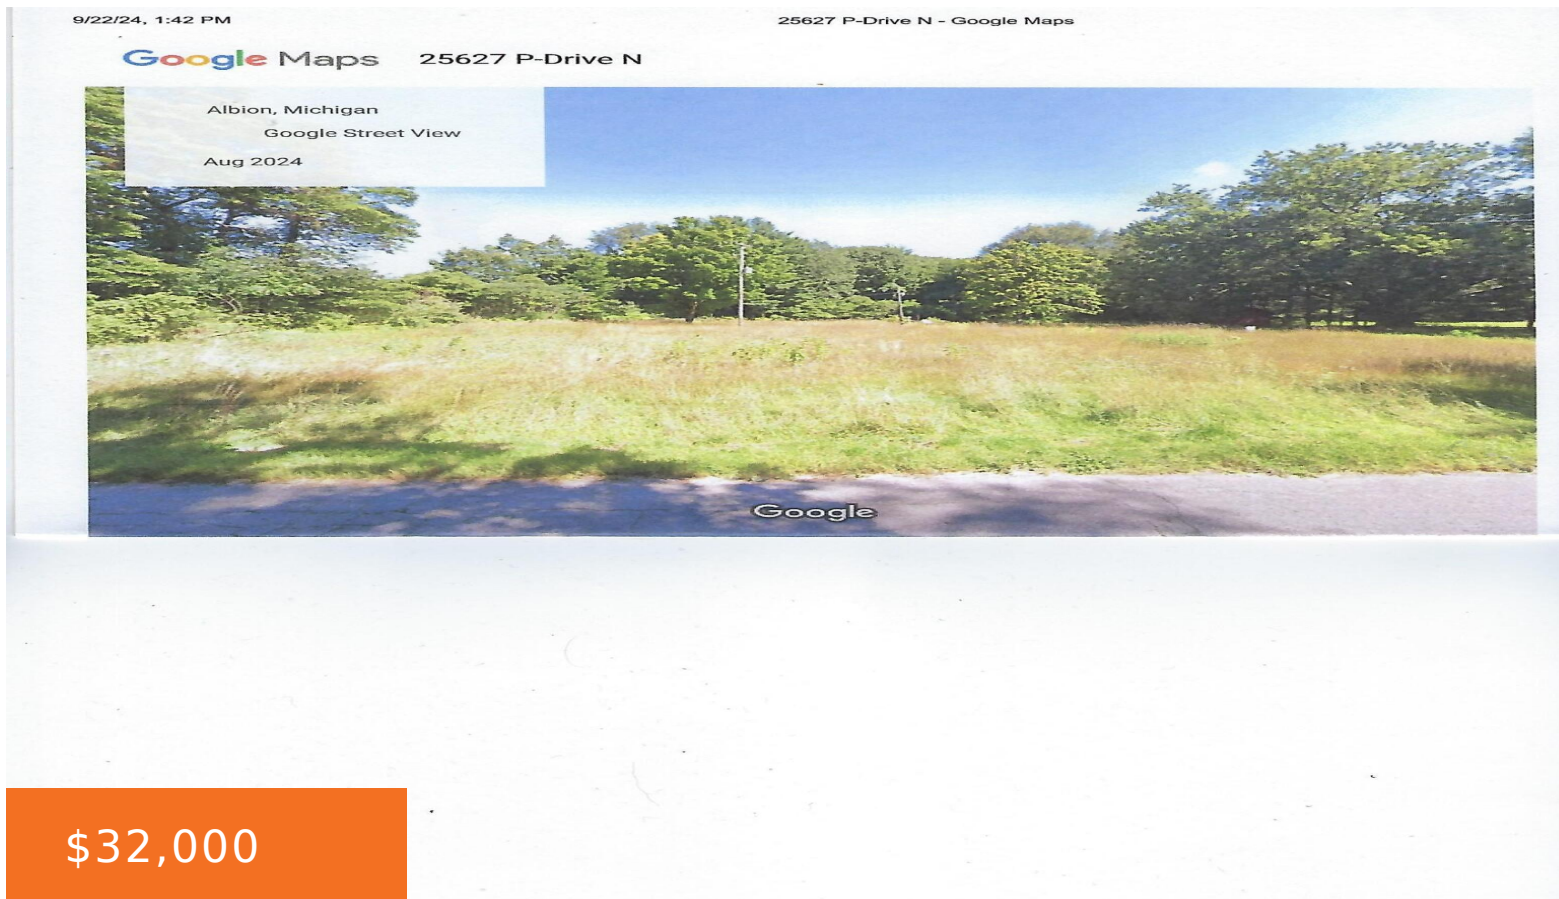 9/22/24, 1:42 PM 25627 P-Drive N - Google Maps
Google Maps 25627 P-Drive N
Albion, Michigan
Google Street View
Aug 2024
Google
$32,000